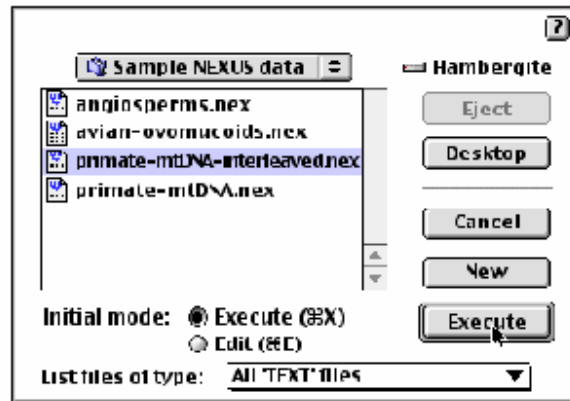 ?
Sample NEXUS data
Hambergite
angiosperms.nex
avian-ovomucoids.nex
primate-mtDNA-interleaved.nex
primate-mtDNA.nex
Eject
Desktop
Cancel
New
Initial mode: Execute (⌘X)
Edit (⌘E)
Execute
List files of type: All 'TEXT' files